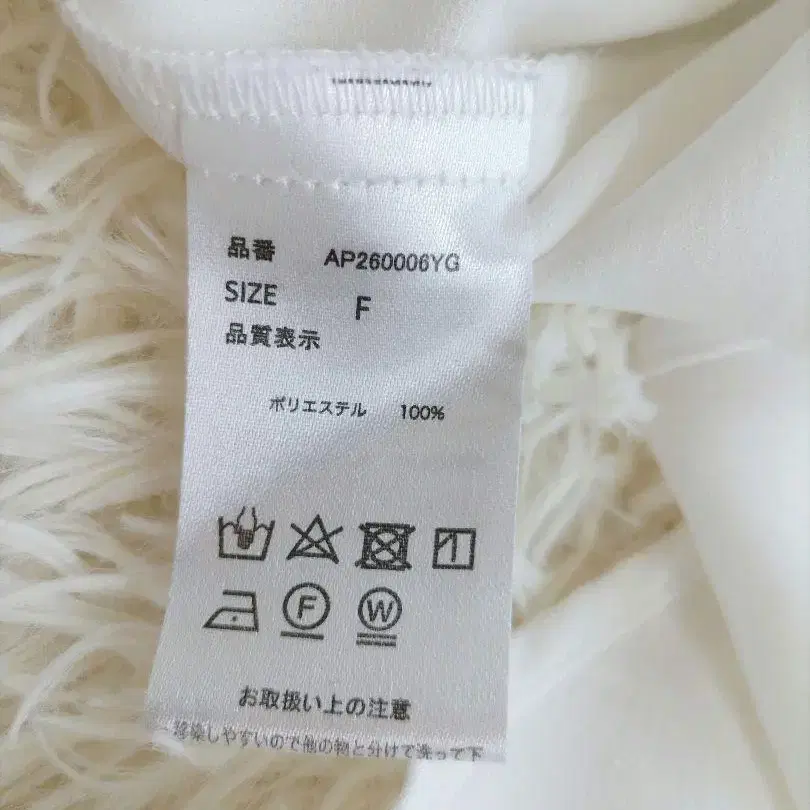 品番 AP260006YG
SIZE F
品質表示
ポリエステル 100%
F W
お取扱い上の注意
移染しやすいので他の物と分けて洗って下